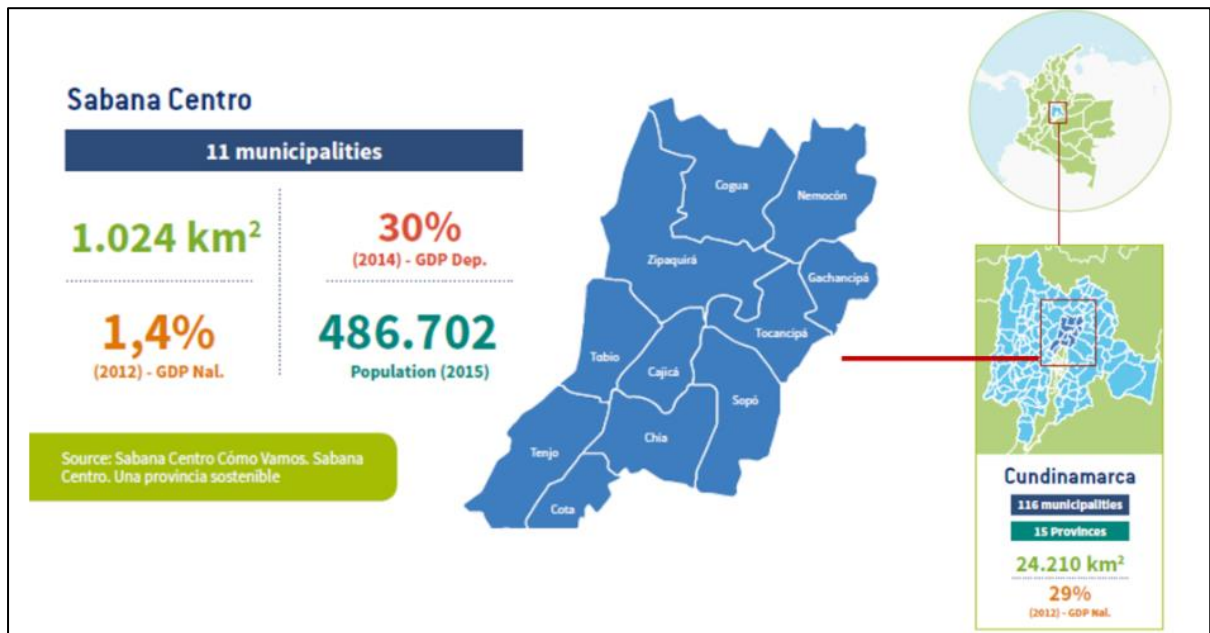 Sabana Centro
11 municipalities
1.024 km²
30%
(2014) - GDP Dep.
1,4%
(2012) - GDP Nal.
486.702
Population (2015)
Source: Sabana Centro Cómo Vamos. Sabana
Centro. Una provincia sostenible
Cogua
Nemocón
Zipaquirá
Gachancipá
Tocancipá
Tabio
Cajicá
Sopó
Chía
Tenjo
Cota
Cundinamarca
116 municipalities
15 Provinces
24.210 km²
29%
(2012) - GDP Nal.